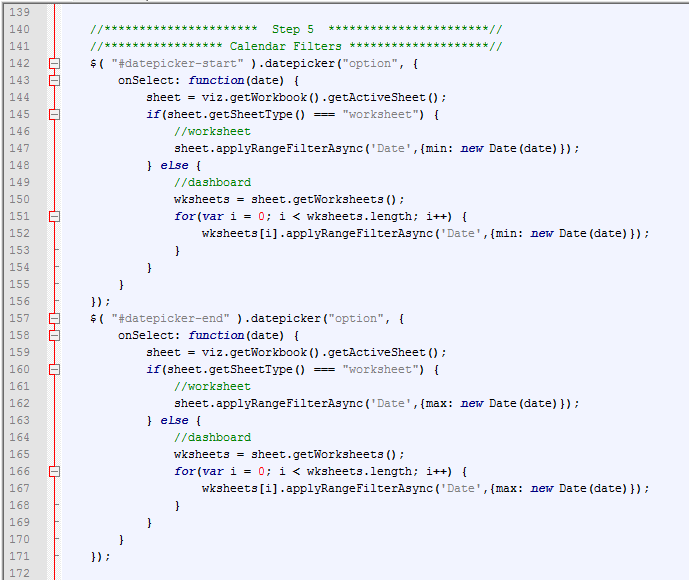 139
140 //********************** Step 5 ***********************//
141 //***************** Calendar Filters ********************//
142 $( "#datepicker-start" ).datepicker("option", {
143 onSelect: function(date) {
144 sheet = viz.getWorkbook().getActiveSheet();
145 if(sheet.getSheetType() === "worksheet") {
146 //worksheet
147 sheet.applyRangeFilterAsync('Date',{min: new Date(date)});
148 } else {
149 //dashboard
150 wksheets = sheet.getWorksheets();
151 for(var i = 0; i < wksheets.length; i++) {
152 wksheets[i].applyRangeFilterAsync('Date',{min: new Date(date)});
153 }
154 }
155 }
156 });
157 $( "#datepicker-end" ).datepicker("option", {
158 onSelect: function(date) {
159 sheet = viz.getWorkbook().getActiveSheet();
160 if(sheet.getSheetType() === "worksheet") {
161 //worksheet
162 sheet.applyRangeFilterAsync('Date',{max: new Date(date)});
163 } else {
164 //dashboard
165 wksheets = sheet.getWorksheets();
166 for(var i = 0; i < wksheets.length; i++) {
167 wksheets[i].applyRangeFilterAsync('Date',{max: new Date(date)});
168 }
169 }
170 }
171 });
172